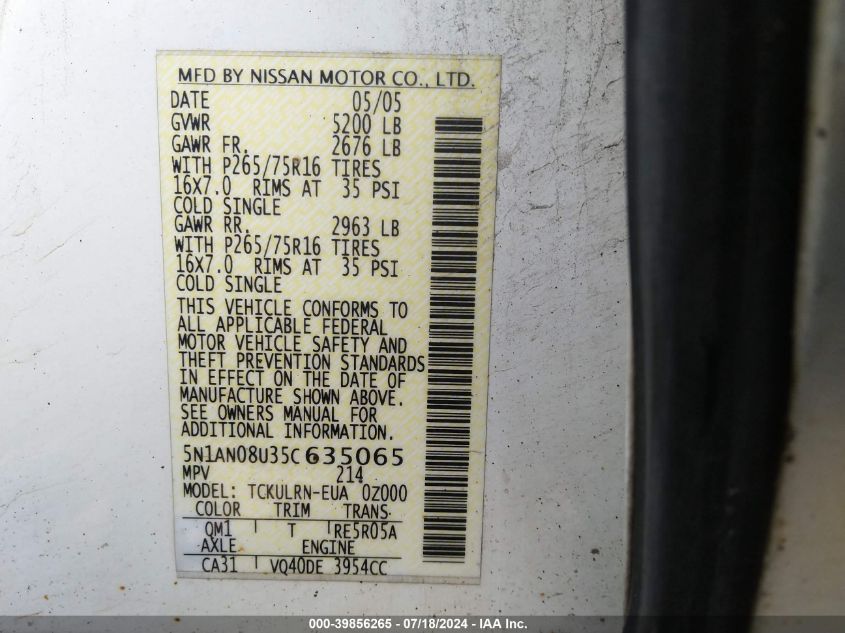 MFD BY NISSAN MOTOR CO., LTD.
DATE 05/05
GVWR 5200 LB
GAWR FR. 2676 LB
WITH P265/75R16 TIRES
16X7.0 RIMS AT 35 PSI
COLD SINGLE
GAWR RR. 2963 LB
WITH P265/75R16 TIRES
16X7.0 RIMS AT 35 PSI
COLD SINGLE
THIS VEHICLE CONFORMS TO
ALL APPLICABLE FEDERAL
MOTOR VEHICLE SAFETY AND
THEFT PREVENTION STANDARDS
IN EFFECT ON THE DATE OF
MANUFACTURE SHOWN ABOVE.
SEE OWNERS MANUAL FOR
ADDITIONAL INFORMATION
5N1AN08U35C635065
MPV 214
MODEL: TCKULRN-EUA 0Z000
COLOR TRIM TRANS
QM1 T RE5R05A
AXLE ENGINE
CA31 VQ40DE 3954CC
000-39856265 - 07/18/2024 - IAA Inc.